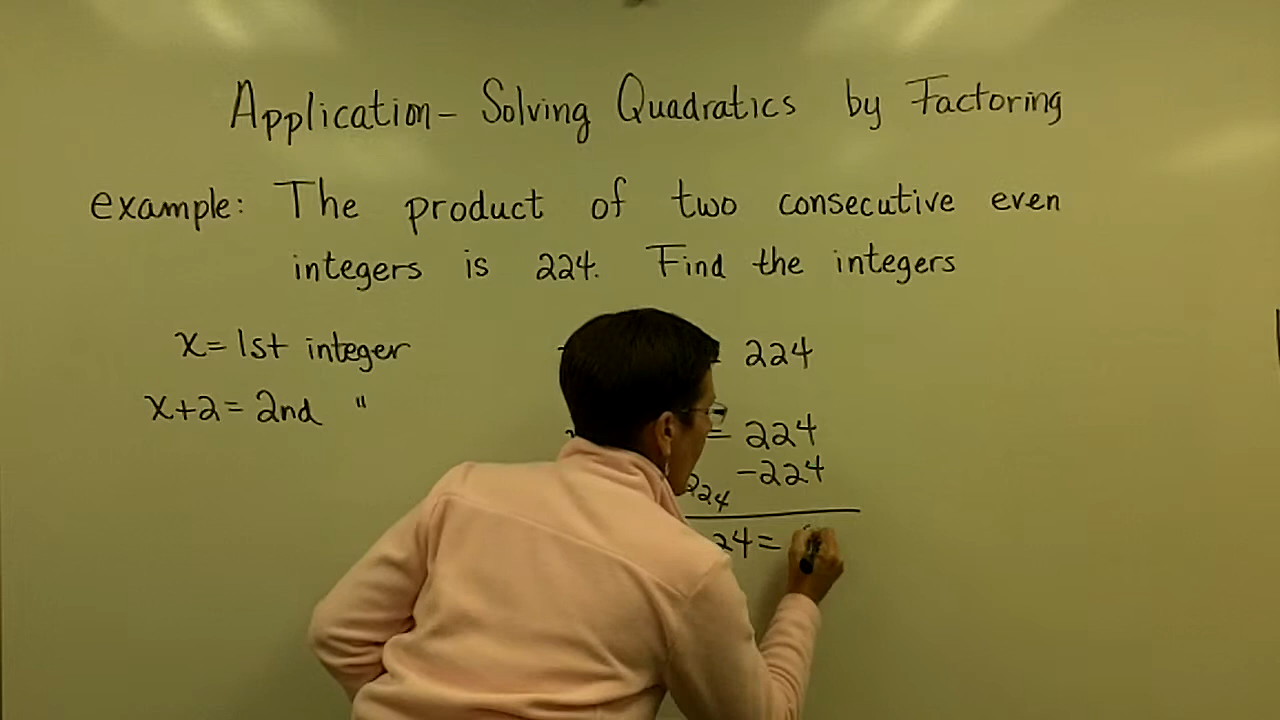 Application - Solving Quadratics by Factoring
example: The product of two consecutive even
integers is 224. Find the integers
x = 1st integer
x+2 = 2nd "
224
= 224
224 -224
24 =